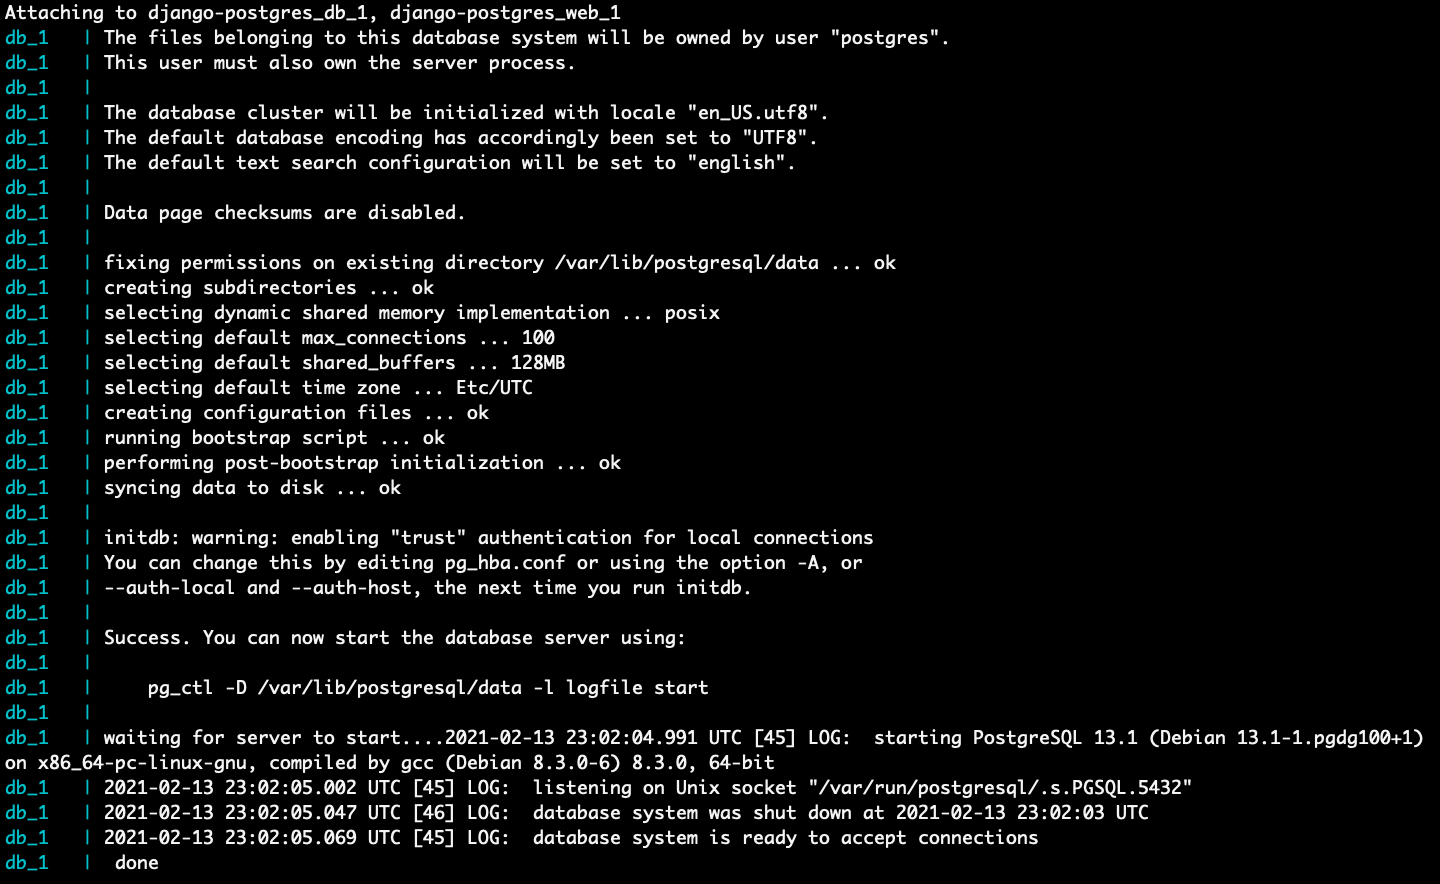 Attaching to django-postgres_db_1, django-postgres_web_1
db_1   | The files belonging to this database system will be owned by user "postgres".
db_1   | This user must also own the server process.
db_1   |
db_1   | The database cluster will be initialized with locale "en_US.utf8".
db_1   | The default database encoding has accordingly been set to "UTF8".
db_1   | The default text search configuration will be set to "english".
db_1   |
db_1   | Data page checksums are disabled.
db_1   |
db_1   | fixing permissions on existing directory /var/lib/postgresql/data ... ok
db_1   | creating subdirectories ... ok
db_1   | selecting dynamic shared memory implementation ... posix
db_1   | selecting default max_connections ... 100
db_1   | selecting default shared_buffers ... 128MB
db_1   | selecting default time zone ... Etc/UTC
db_1   | creating configuration files ... ok
db_1   | running bootstrap script ... ok
db_1   | performing post-bootstrap initialization ... ok
db_1   | syncing data to disk ... ok
db_1   |
db_1   | initdb: warning: enabling "trust" authentication for local connections
db_1   | You can change this by editing pg_hba.conf or using the option -A, or
db_1   | --auth-local and --auth-host, the next time you run initdb.
db_1   |
db_1   | Success. You can now start the database server using:
db_1   |
db_1   |     pg_ctl -D /var/lib/postgresql/data -l logfile start
db_1   |
db_1   | waiting for server to start....2021-02-13 23:02:04.991 UTC [45] LOG:  starting PostgreSQL 13.1 (Debian 13.1-1.pgdg100+1)
on x86_64-pc-linux-gnu, compiled by gcc (Debian 8.3.0-6) 8.3.0, 64-bit
db_1   | 2021-02-13 23:02:05.002 UTC [45] LOG:  listening on Unix socket "/var/run/postgresql/.s.PGSQL.5432"
db_1   | 2021-02-13 23:02:05.047 UTC [46] LOG:  database system was shut down at 2021-02-13 23:02:03 UTC
db_1   | 2021-02-13 23:02:05.069 UTC [45] LOG:  database system is ready to accept connections
db_1   |  done